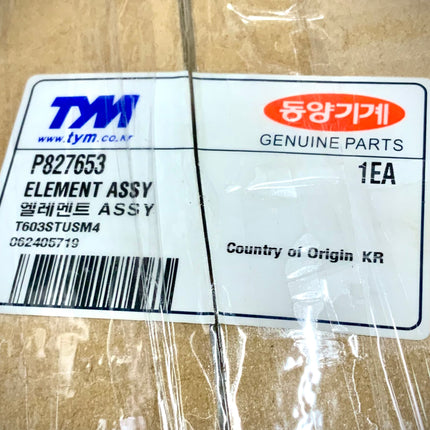 TYM
www.tym.co.kr
동양기계
GENUINE PARTS
P827653
1EA
ELEMENT ASSY
엘레멘트 ASSY
T603STUSM4
062405719
Country of Origin KR